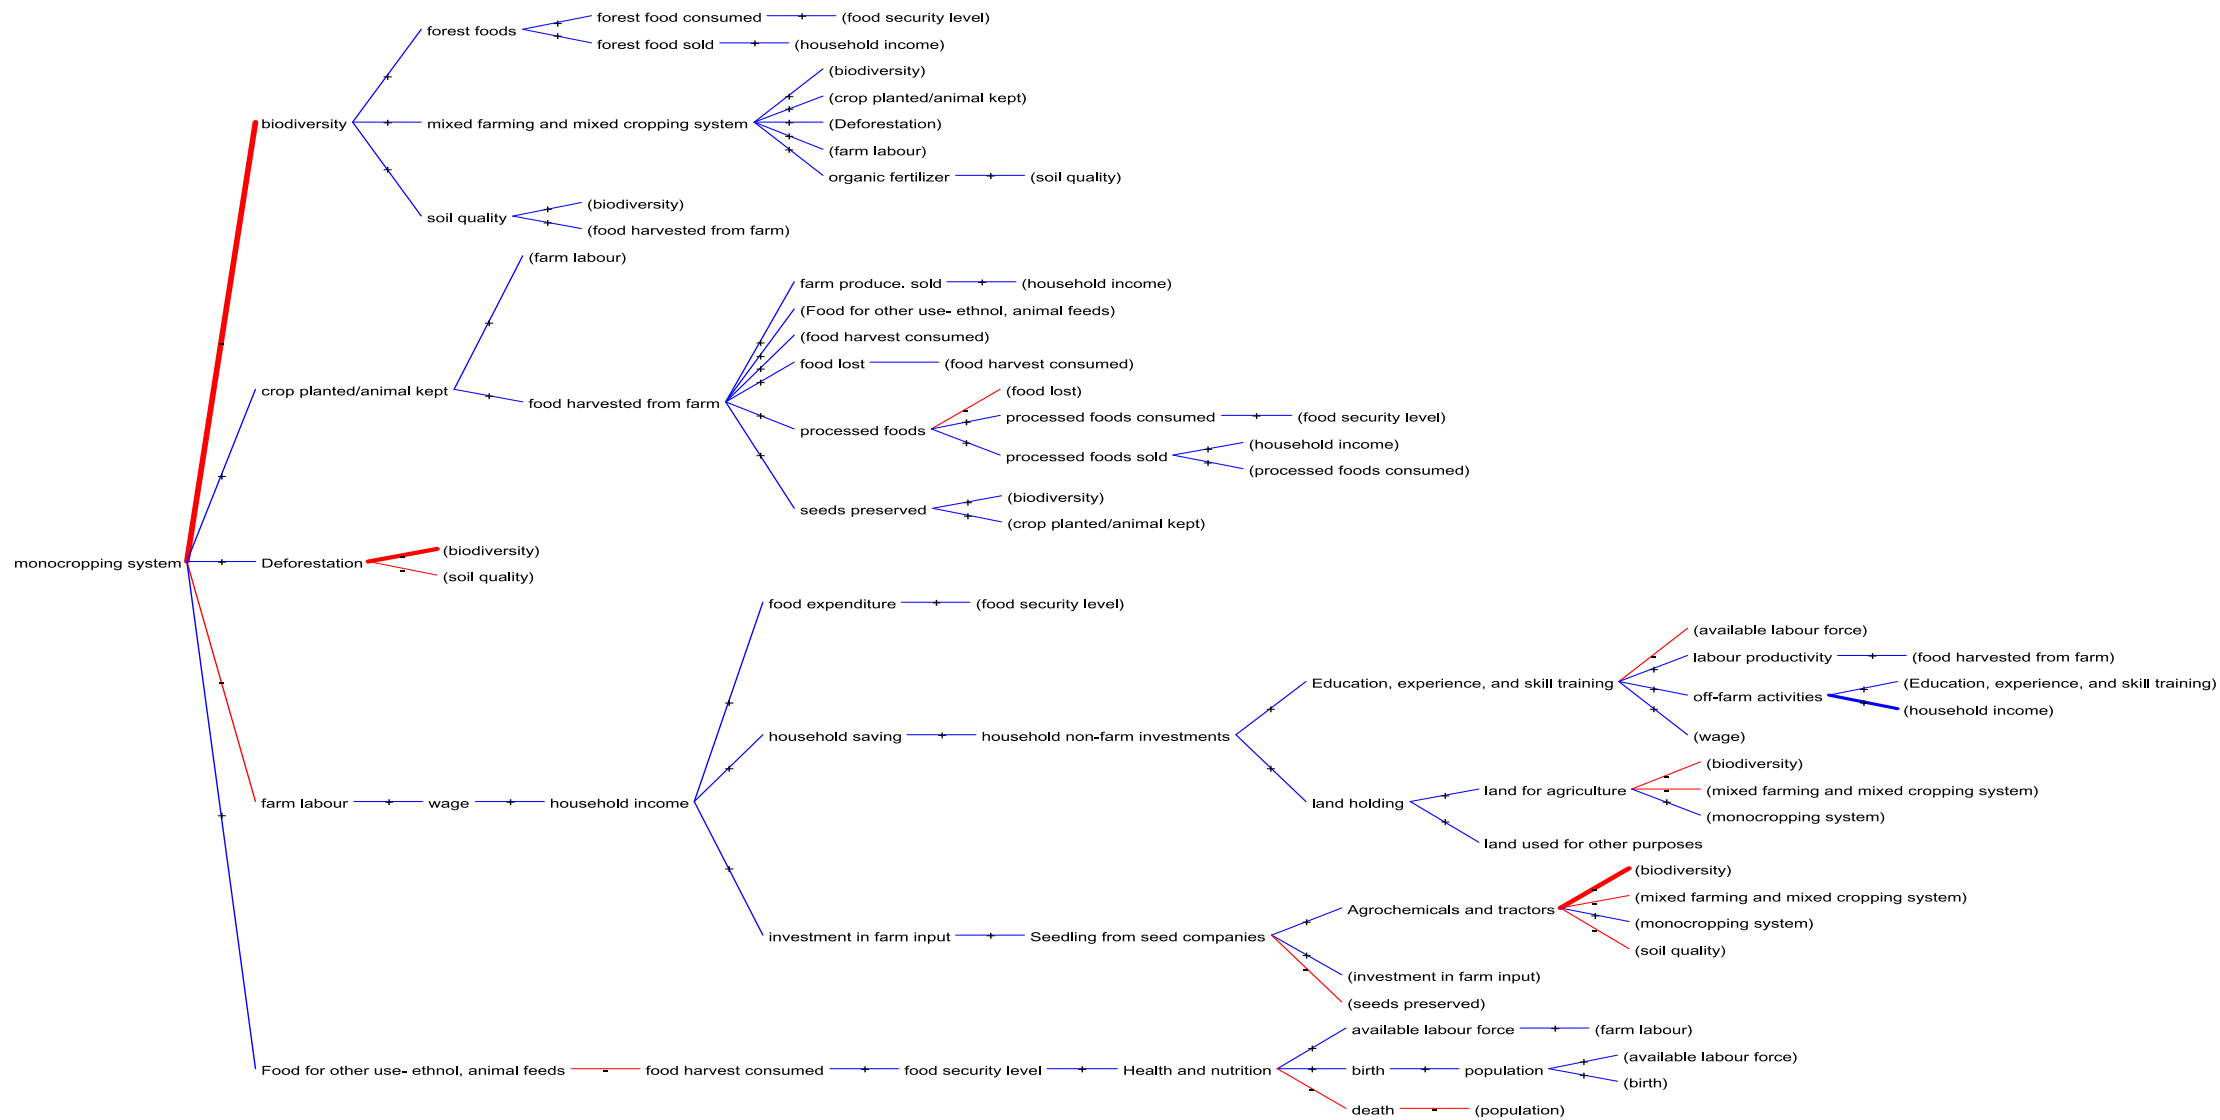 forest food consumed + (food security level)
forest foods +
+ forest food sold + (household income)
+ (biodiversity)
+ (crop planted/animal kept)
biodiversity + mixed farming and mixed cropping system + (Deforestation)
+ (farm labour)
+ organic fertilizer + (soil quality)
+ (biodiversity)
soil quality
+ (food harvested from farm)
-
(farm labour)
+
farm produce. sold + (household income)
+ (Food for other use- ethnol, animal feeds)
+ (food harvest consumed)
+ food lost (food harvest consumed)
crop planted/animal kept + food harvested from farm
- (food lost)
+ processed foods + processed foods consumed + (food security level)
+ processed foods sold + (household income)
+ (processed foods consumed)
+ seeds preserved + (biodiversity)
+ (crop planted/animal kept)
+
monocropping system + Deforestation - (biodiversity)
- (soil quality)
food expenditure + (food security level)
- (available labour force)
+ labour productivity + (food harvested from farm)
+ Education, experience, and skill training + off-farm activities + (Education, experience, and skill training)
+ (household income)
+ (wage)
+ household saving + household non-farm investments
- (biodiversity)
+ land for agriculture - (mixed farming and mixed cropping system)
- farm labour + wage + household income + land holding + (monocropping system)
+ land used for other purposes
- (biodiversity)
+ Agrochemicals and tractors - (mixed farming and mixed cropping system)
+ (monocropping system)
+ investment in farm input + Seedling from seed companies - (soil quality)
+ (investment in farm input)
- (seeds preserved)
+ available labour force + (farm labour)
+ Food for other use- ethnol, animal feeds - food harvest consumed + food security level + Health and nutrition + birth + population + (available labour force)
+ (birth)
- death - (population)